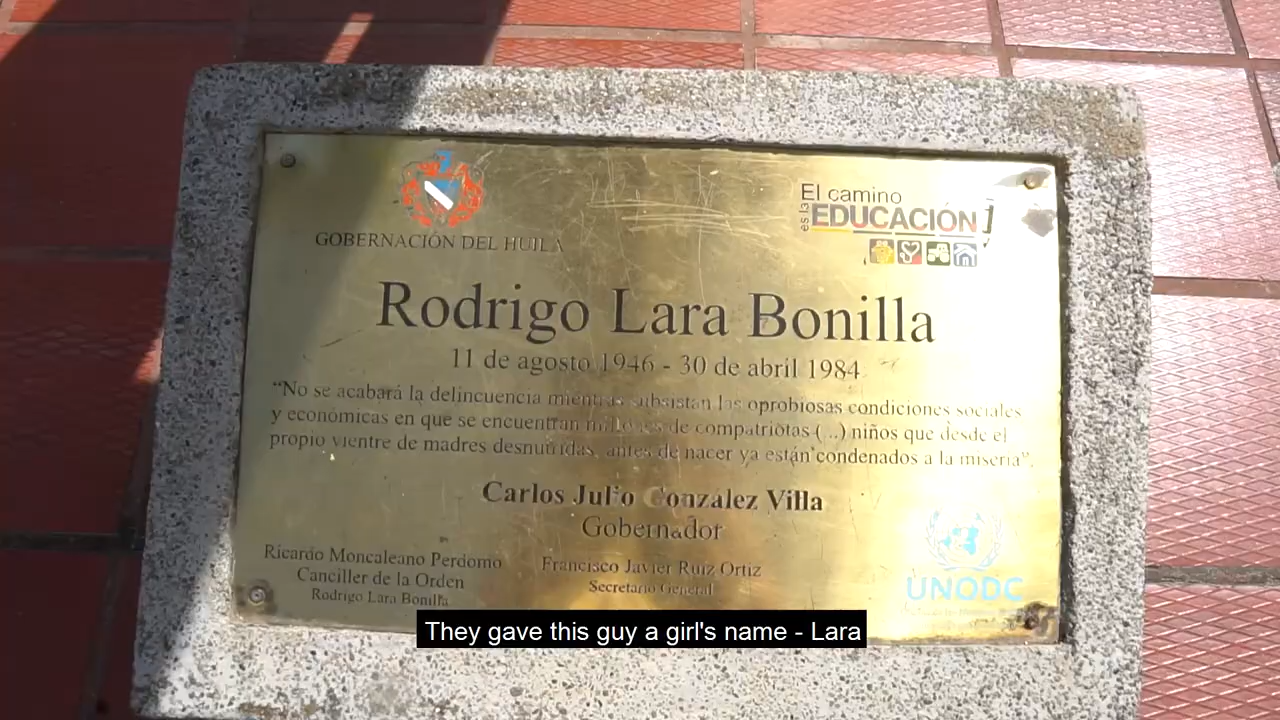 El camino
es la
EDUCACIÓN
GOBERNACIÓN DEL HUILA
Rodrigo Lara Bonilla
11 de agosto 1946 - 30 de abril 1984
“No se acabará la delincuencia mientras subsistan las oprobiosas condiciones sociales
y económicas en que se encuentran millones de compatriotas (...) niños que desde el
propio vientre de madres desnutridas, antes de nacer ya están condenados a la miseria”.
Carlos Julio González Villa
Gobernador
Ricardo Moncaleano Perdomo
Canciller de la Orden
Rodrigo Lara Bonilla
Francisco Javier Ruiz Ortiz
Secretario General
UNODC
They gave this guy a girl's name - Lara